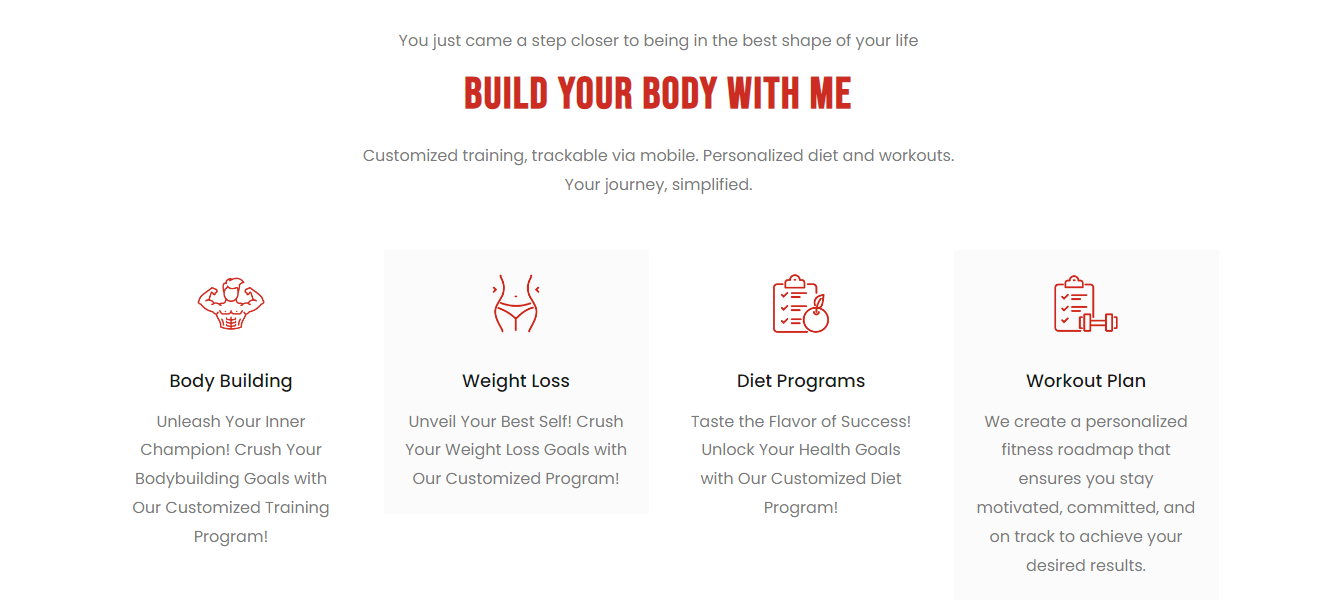 You just came a step closer to being in the best shape of your life
BUILD YOUR BODY WITH ME
Customized training, trackable via mobile. Personalized diet and workouts.
Your journey, simplified.
Body Building
Unleash Your Inner
Champion! Crush Your
Bodybuilding Goals with
Our Customized Training
Program!
Weight Loss
Unveil Your Best Self! Crush
Your Weight Loss Goals with
Our Customized Program!
Diet Programs
Taste the Flavor of Success!
Unlock Your Health Goals
with Our Customized Diet
Program!
Workout Plan
We create a personalized
fitness roadmap that
ensures you stay
motivated, committed, and
on track to achieve your
desired results.